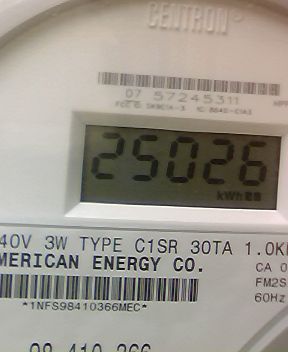 CENTRON®
07 57245311
25026
kWh
40V 3W TYPE C1SR 30TA 1.0K
MERICAN ENERGY CO.
CA 0
FM2S
*1NFS98410366MEC*
60Hz